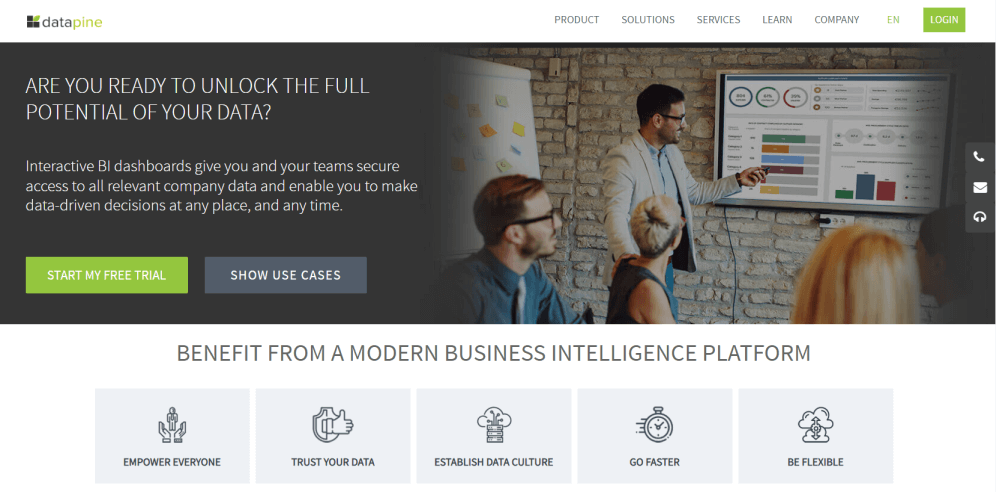 datapine
PRODUCT
SOLUTIONS
SERVICES
LEARN
COMPANY
EN
LOGIN
ARE YOU READY TO UNLOCK THE FULL
POTENTIAL OF YOUR DATA?
Interactive BI dashboards give you and your teams secure
access to all relevant company data and enable you to make
data-driven decisions at any place, and any time.
START MY FREE TRIAL
SHOW USE CASES
BENEFIT FROM A MODERN BUSINESS INTELLIGENCE PLATFORM
EMPOWER EVERYONE
TRUST YOUR DATA
ESTABLISH DATA CULTURE
GO FASTER
BE FLEXIBLE